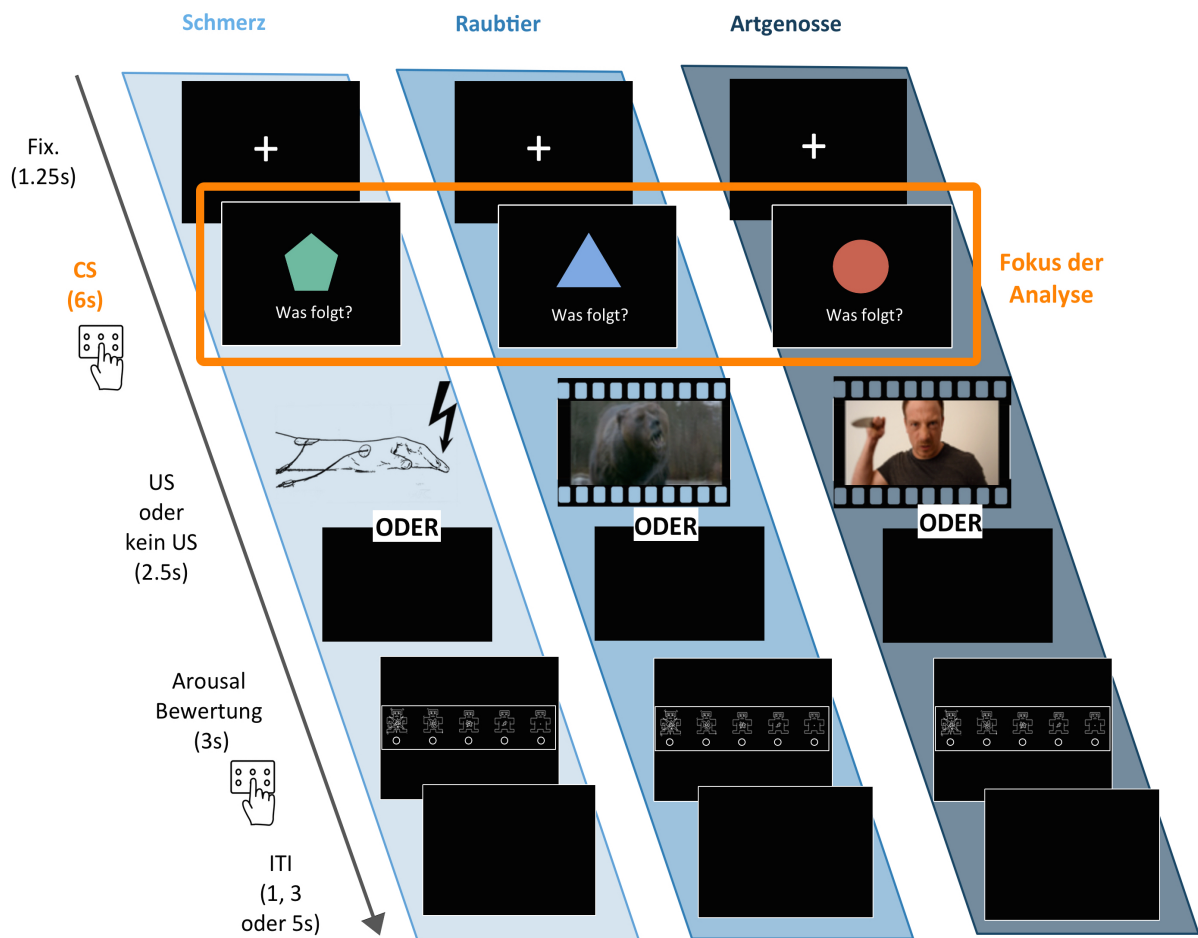 Schmerz
Raubtier
Artgenosse
Fix.
(1.25s)
CS
(6s)
Was folgt?
Was folgt?
Was folgt?
Fokus der
Analyse
US
oder
kein US
(2.5s)
ODER
ODER
ODER
Arousal
Bewertung
(3s)
ITI
(1, 3
oder 5s)